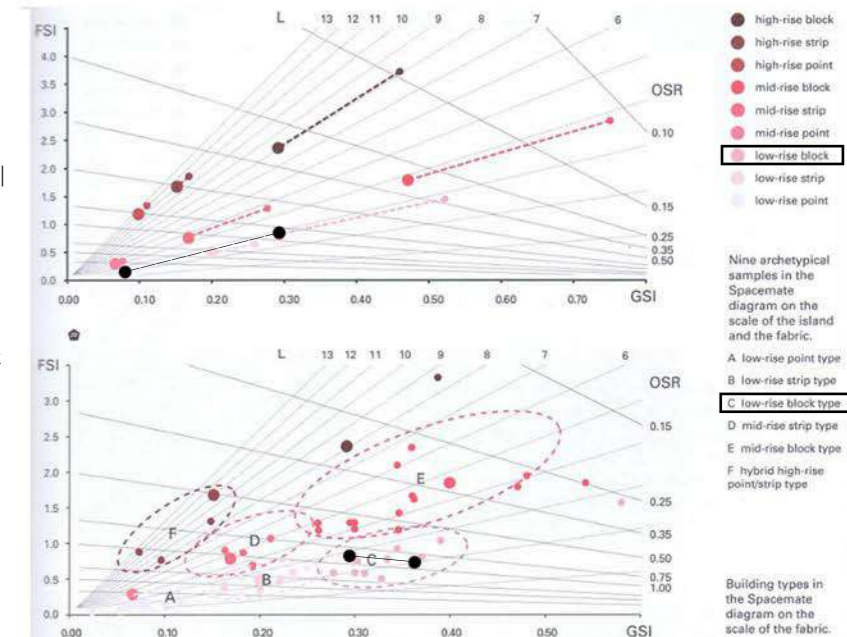 FSI
L 13 12 11 10 9 8 7 6
4.0
3.5
3.0
2.5
2.0
1.5
1.0
0.5
0.0
OSR
0.10
0.15
0.25
0.35
0.50
0.00 0.10 0.20 0.30 0.40 0.50 0.60 0.70
GSI
high-rise block
high-rise strip
high-rise point
mid-rise block
mid-rise strip
mid-rise point
low-rise block
low-rise strip
low-rise point
Nine archetypical
samples in the
Spacemate
diagram on the
scale of the island
and the fabric.
FSI
L 13 12 11 10 9 8 7 6
3.0
2.5
2.0
1.5
1.0
0.5
0.0
OSR
0.15
0.25
0.35
0.50
0.75
1.00
A
B
C
D
E
F
0.00 0.10 0.20 0.30 0.40 0.50
GSI
A low-rise point type
B low-rise strip type
C low-rise block type
D mid-rise strip type
E mid-rise block type
F hybrid high-rise
point/strip type
Building types in
the Spacemate
diagram on the
scale of the fabric.